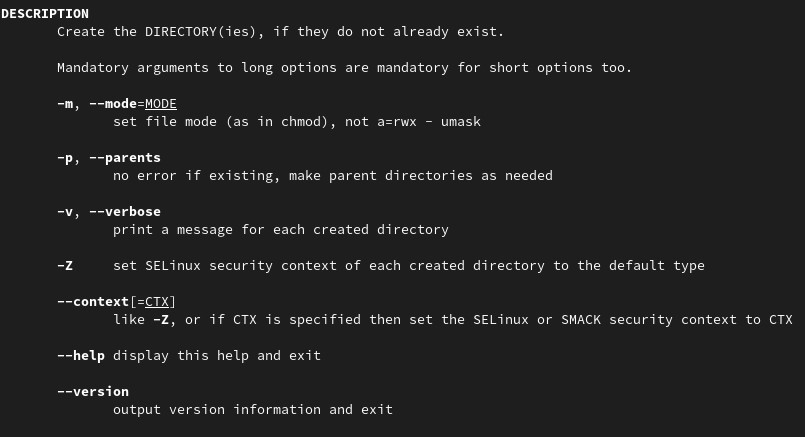 DESCRIPTION
Create the DIRECTORY(ies), if they do not already exist.
Mandatory arguments to long options are mandatory for short options too.
-m, --mode=MODE
set file mode (as in chmod), not a=rwx - umask
-p, --parents
no error if existing, make parent directories as needed
-v, --verbose
print a message for each created directory
-Z set SELinux security context of each created directory to the default type
--context[=CTX]
like -Z, or if CTX is specified then set the SELinux or SMACK security context to CTX
--help display this help and exit
--version
output version information and exit